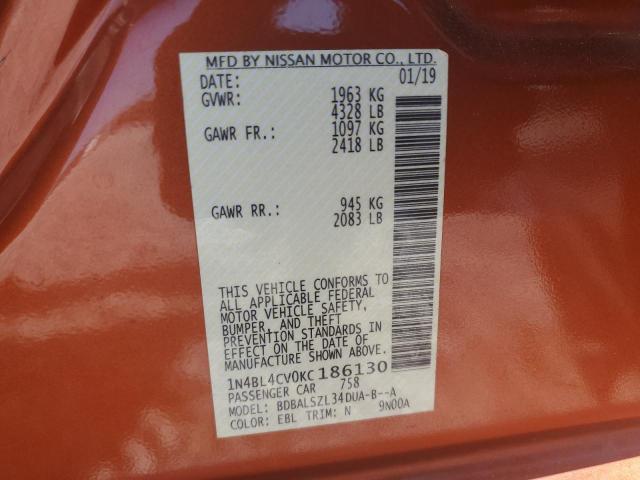 MFD BY NISSAN MOTOR CO., LTD.
DATE: 01/19
GVWR: 1963 KG
4328 LB
GAWR FR.: 1097 KG
2418 LB
GAWR RR.: 945 KG
2083 LB
THIS VEHICLE CONFORMS TO
ALL APPLICABLE FEDERAL
MOTOR VEHICLE SAFETY,
BUMPER, AND THEFT
PREVENTION STANDARDS IN
EFFECT ON THE DATE OF
MANUFACTURE SHOWN ABOVE.
1N4BL4CV0KC186130
PASSENGER CAR 758
MODEL: BDBALSZL34DUA-B--A
COLOR: EBL TRIM: N 9N00A